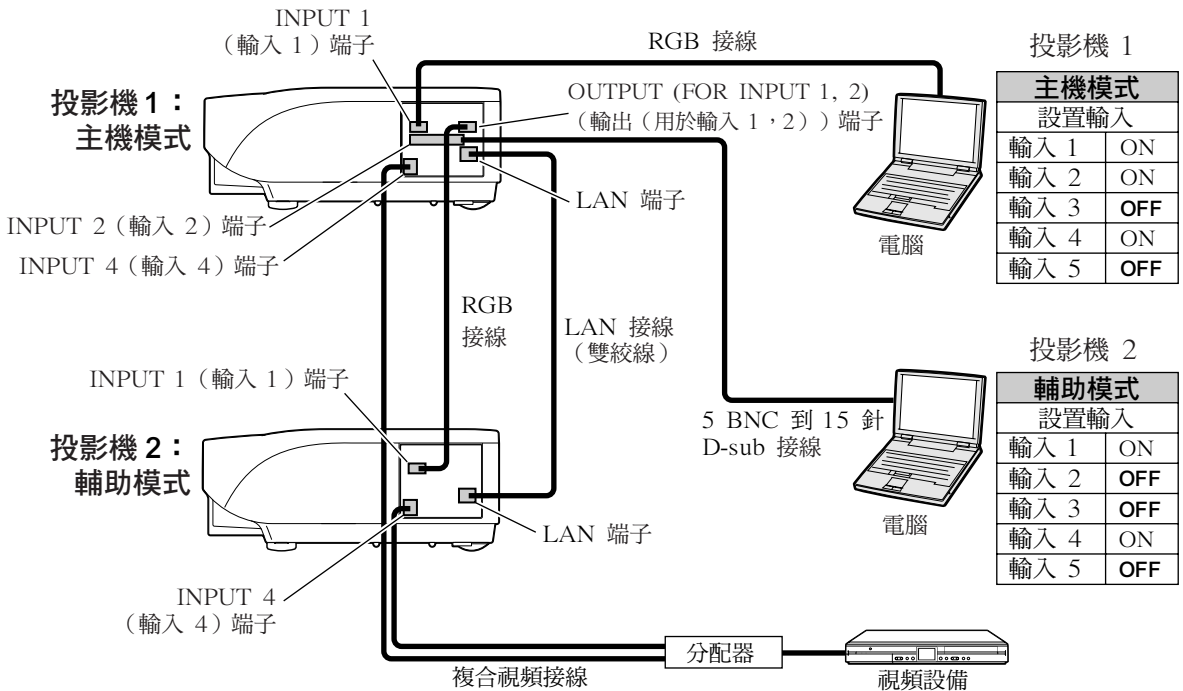 INPUT 1
（輸入 1）端子
RGB 接線
投影機 1
投影機 1：
主機模式
OUTPUT (FOR INPUT 1, 2)
（輸出（用於輸入 1，2））端子
主機模式
設置輸入
輸入 1 ON
輸入 2 ON
輸入 3 OFF
輸入 4 ON
輸入 5 OFF
LAN 端子
INPUT 2（輸入 2）端子
INPUT 4（輸入 4）端子
電腦
RGB
接線
LAN 接線
（雙絞線）
投影機 2
INPUT 1（輸入 1）端子
輔助模式
設置輸入
輸入 1 ON
輸入 2 OFF
輸入 3 OFF
輸入 4 ON
輸入 5 OFF
5 BNC 到 15 針
D-sub 接線
投影機 2：
輔助模式
電腦
LAN 端子
INPUT 4
（輸入 4）端子
分配器
複合視頻接線
視頻設備